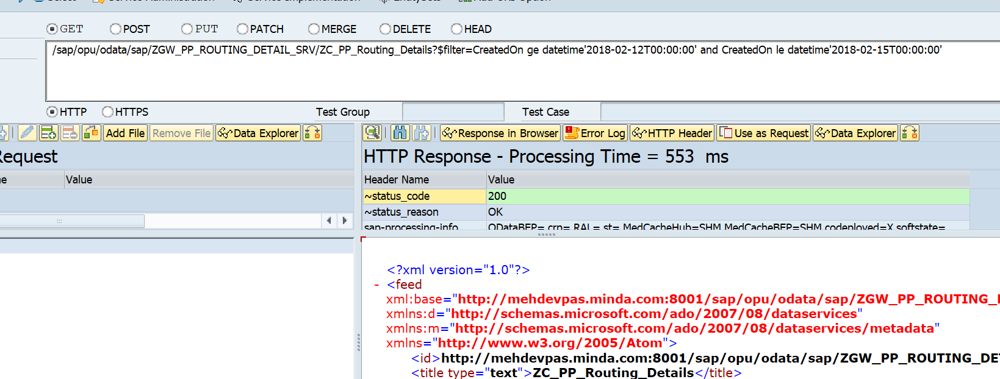 GET POST PUT PATCH MERGE DELETE HEAD
/sap/opu/odata/sap/ZGW_PP_ROUTING_DETAIL_SRV/ZC_PP_Routing_Details?$filter=CreatedOn ge datetime'2018-02-12T00:00:00' and CreatedOn le datetime'2018-02-15T00:00:00'
HTTP HTTPS Test Group Test Case
Add File Remove File Data Explorer
Response in Browser Error Log HTTP Header Use as Request Data Explorer
Request
Value
HTTP Response - Processing Time = 553 ms
Header Name Value
~status_code 200
~status_reason OK
sap-processing-info ODataBEP= crp= RAL= st= MedCacheHub=SHM MedCacheBEP=SHM codeployed=X softstate=
<?xml version="1.0"?>
- <feed
xml:base="http://mehdevpas.minda.com:8001/sap/opu/odata/sap/ZGW_PP_ROUTING_
xmlns:d="http://schemas.microsoft.com/ado/2007/08/dataservices"
xmlns:m="http://schemas.microsoft.com/ado/2007/08/dataservices/metadata"
xmlns="http://www.w3.org/2005/Atom">
<id>http://mehdevpas.minda.com:8001/sap/opu/odata/sap/ZGW_PP_ROUTING_DE
<title type="text">ZC_PP_Routing_Details</title>